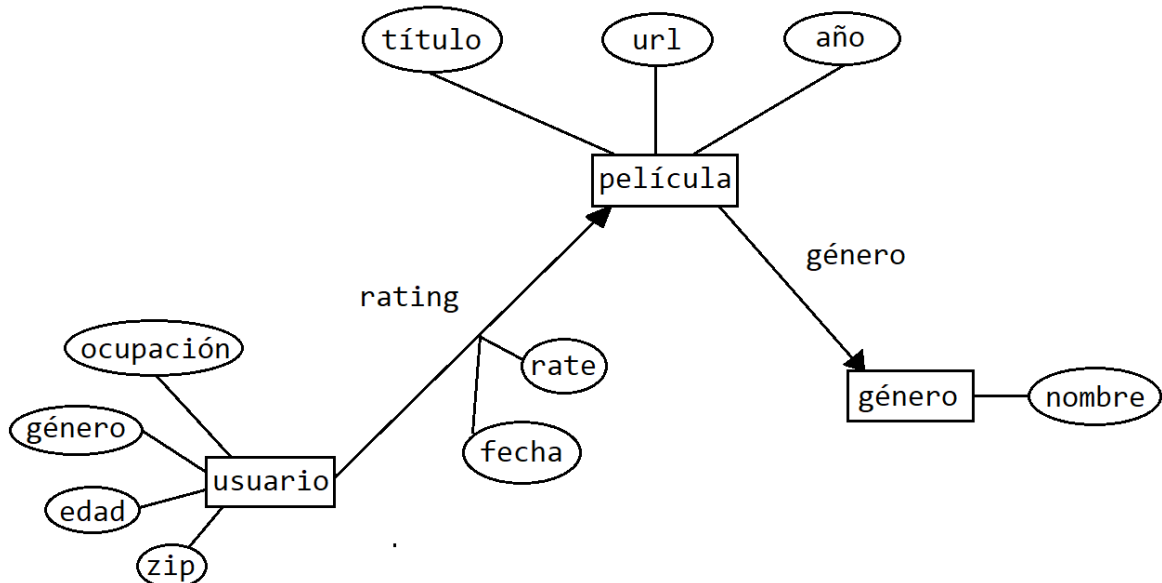 título
url
año
película
género
rating
ocupación
rate
género
nombre
género
fecha
usuario
edad
zip